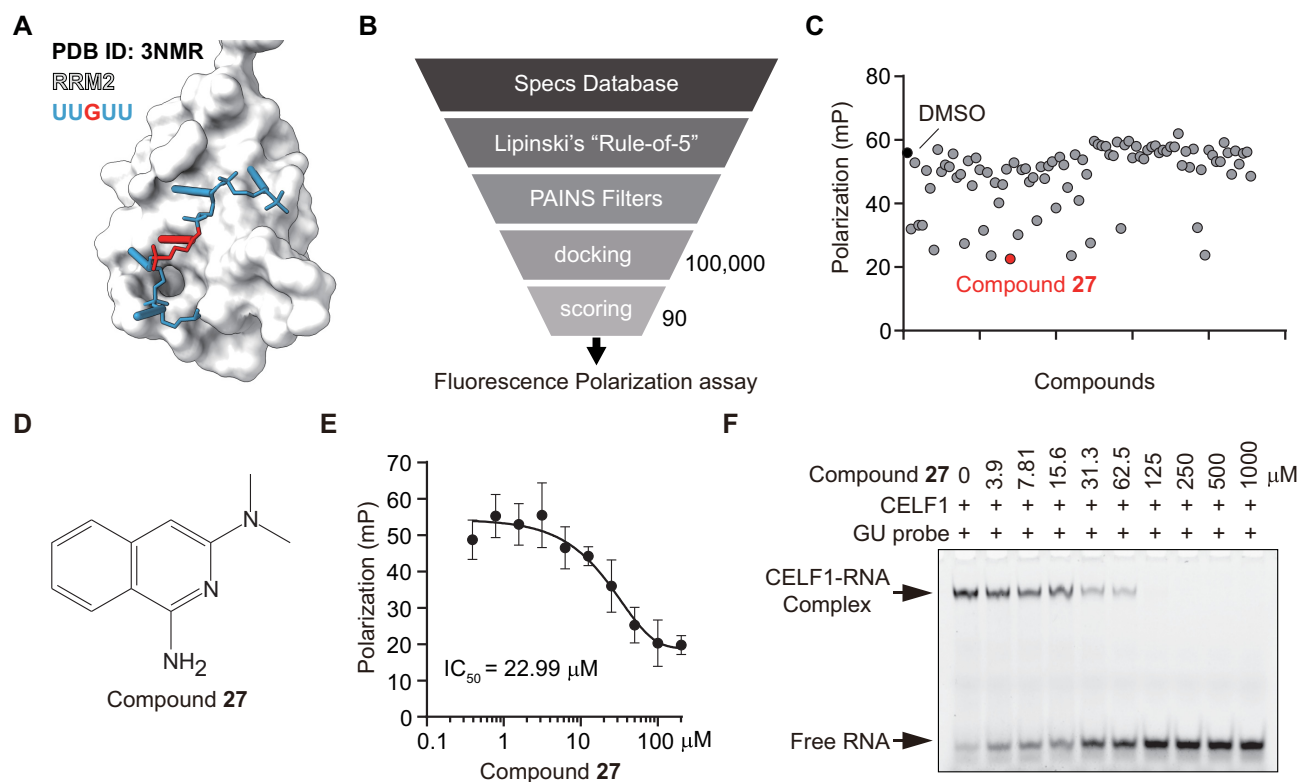 A
PDB ID: 3NMR
RRM2
UUGUU
B
Specs Database
Lipinski's “Rule-of-5”
PAINS Filters
docking
100,000
scoring
90
Fluorescence Polarization assay
C
Polarization (mP)
80
60
40
20
0
DMSO
Compound 27
Compounds
D
N
N
NH2
Compound 27
E
Polarization (mP)
70
60
50
40
30
20
10
0
IC50 = 22.99 μM
0.1 1 10 100 μM
Compound 27
F
Compound 27 0 3.9 7.81 15.6 31.3 62.5 125 250 500 1000 μM
CELF1 + + + + + + + + + +
GU probe + + + + + + + + + +
CELF1-RNA
Complex
Free RNA